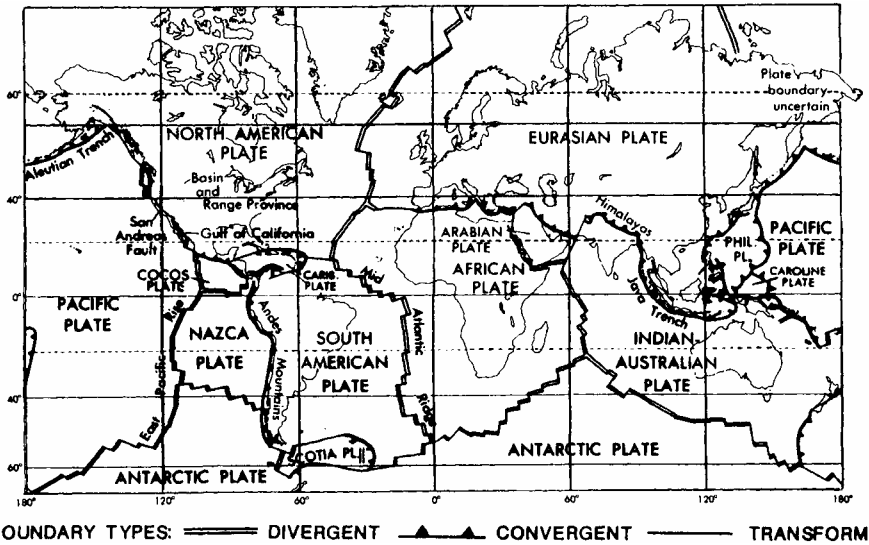 60°
40°
20°
0°
20°
40°
60°
Aleutian Trench
NORTH AMERICAN
PLATE
Basin
and
Range Province
San
Andreas
Fault
Gulf of California
COCOS
PLATE
CARIB
PLATE
PACIFIC
PLATE
NAZCA
PLATE
East Pacific Rise
Andes Mountains
SOUTH
AMERICAN
PLATE
Mid Atlantic Ridge
OTIA PL
ANTARCTIC PLATE
EURASIAN PLATE
Plate
boundary
uncertain
ARABIAN
PLATE
AFRICAN
PLATE
Himalayas
Java Trench
PHIL
PL.
PACIFIC
PLATE
CAROLINE
PLATE
INDIAN-
AUSTRALIAN
PLATE
ANTARCTIC PLATE
180° 120° 60° 0° 60° 120° 180°
OUNDARY TYPES: DIVERGENT CONVERGENT TRANSFORM